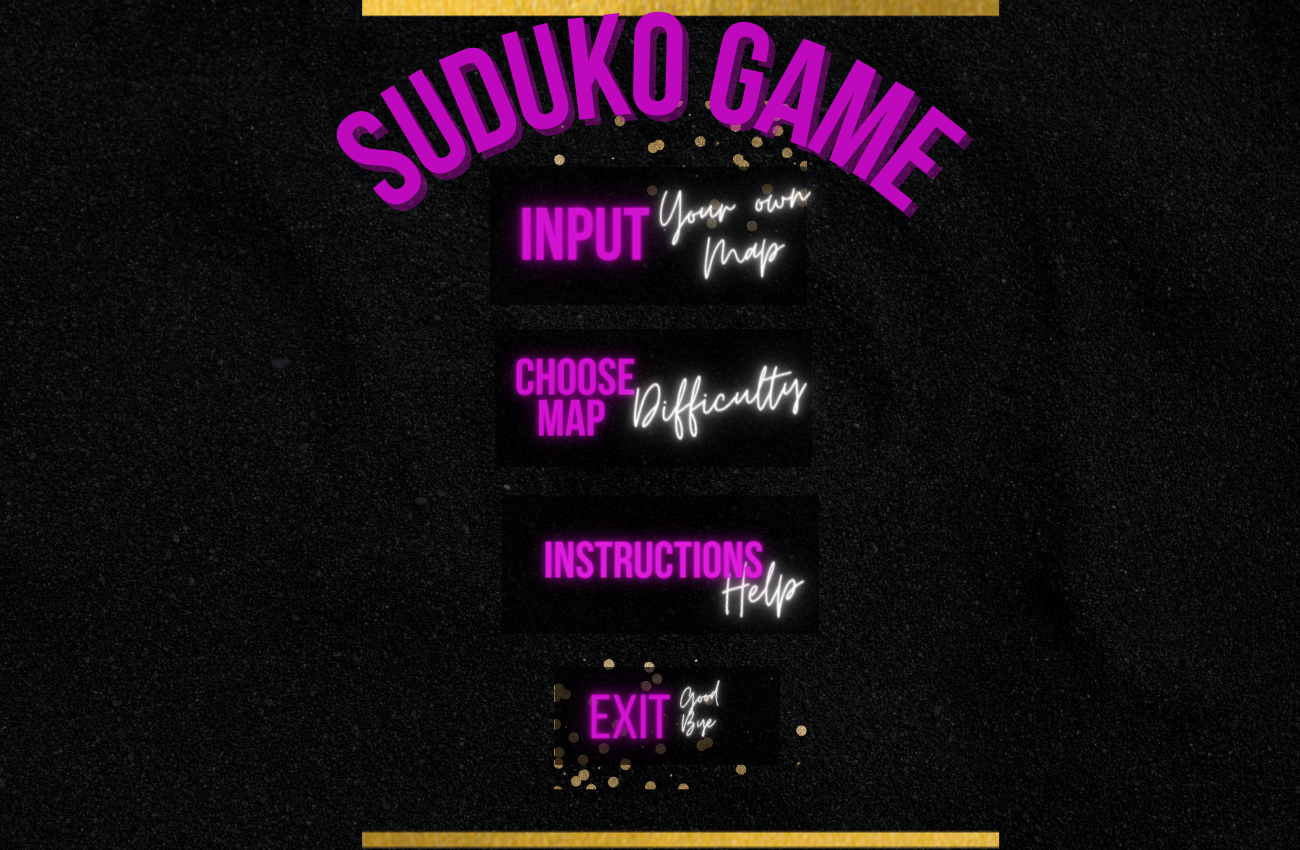 SUDUKO GAME
INPUT Your own
Map
CHOOSE
MAP Difficulty
INSTRUCTIONS
Help
EXIT Good
Bye